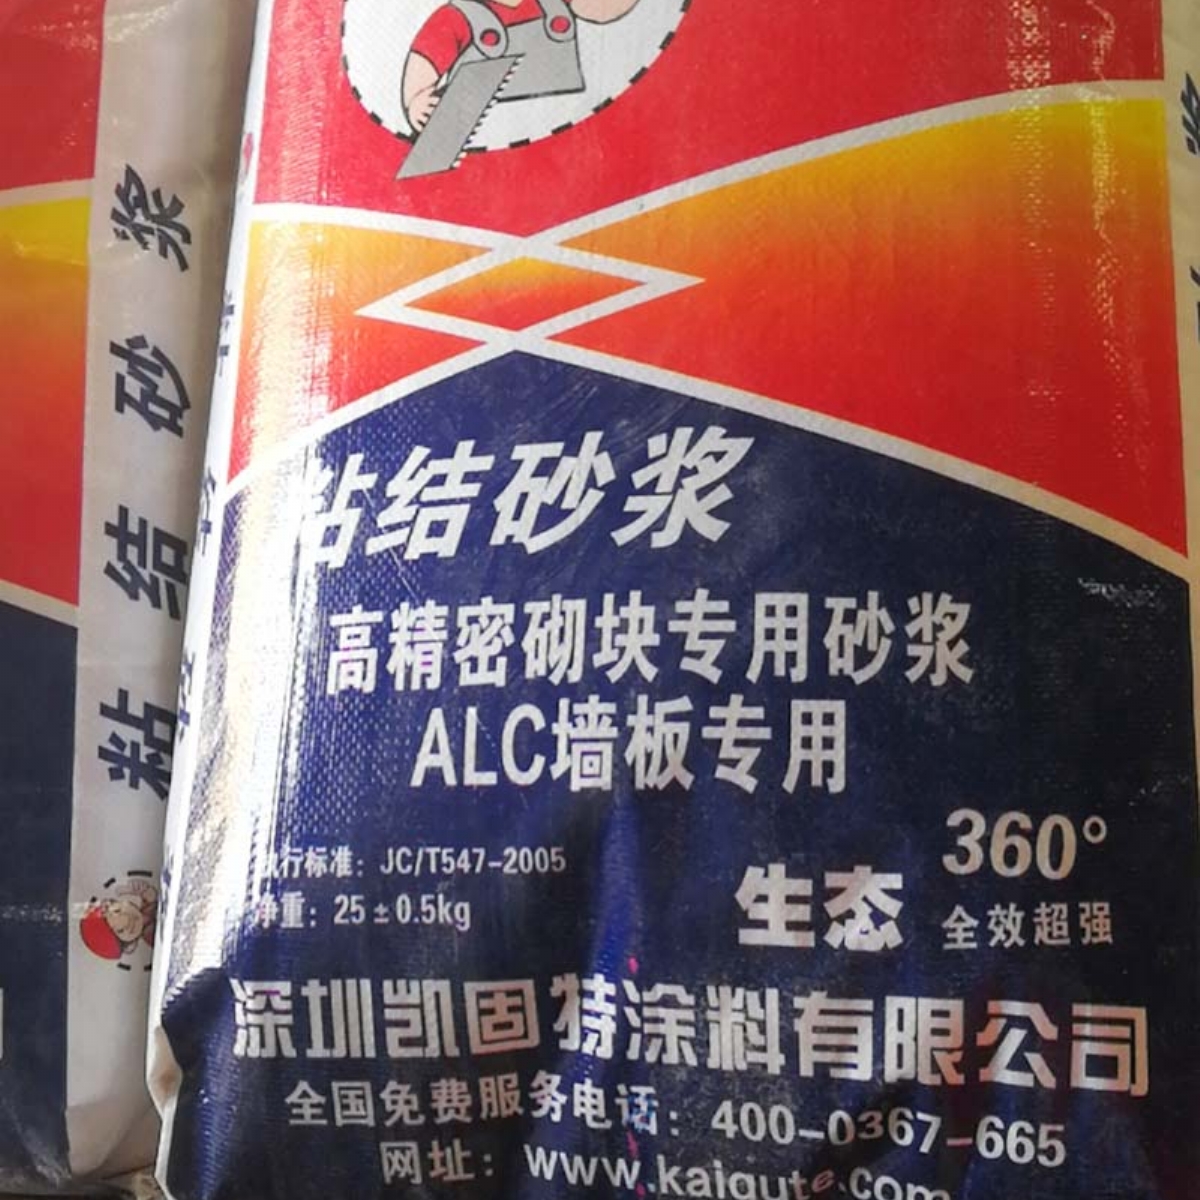 粘结砂浆
粘结砂浆
高精密砌块专用砂浆
ALC墙板专用
执行标准：JC/T547-2005
净重：25±0.5kg
生态
360°
全效超强
深圳凯固特涂料有限公司
全国免费服务电话：400-0367-665
网址：www.kaigute.com